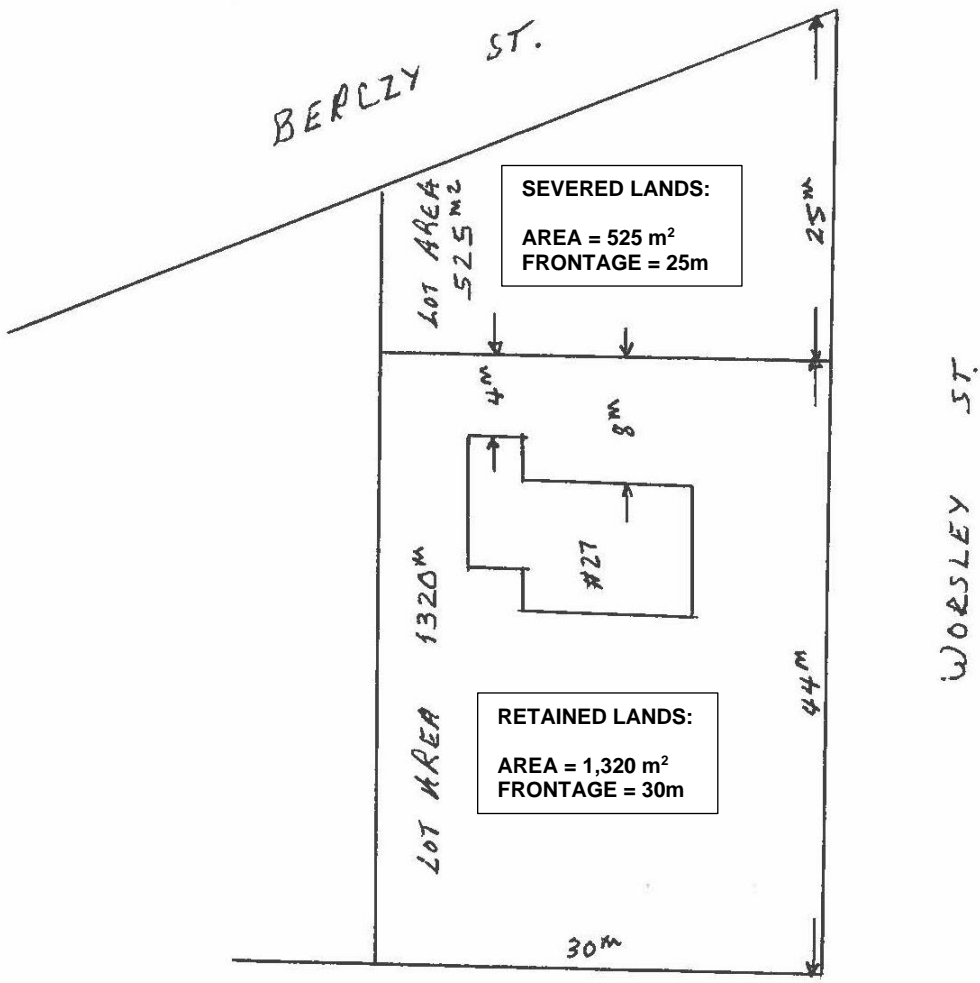 BERCZY ST.
LOT AREA
525 M2
SEVERED LANDS:
AREA = 525 m²
FRONTAGE = 25m
25M
4M
8M
#27
WORSLEY ST.
LOT AREA 1320M
44M
RETAINED LANDS:
AREA = 1,320 m²
FRONTAGE = 30m
30M